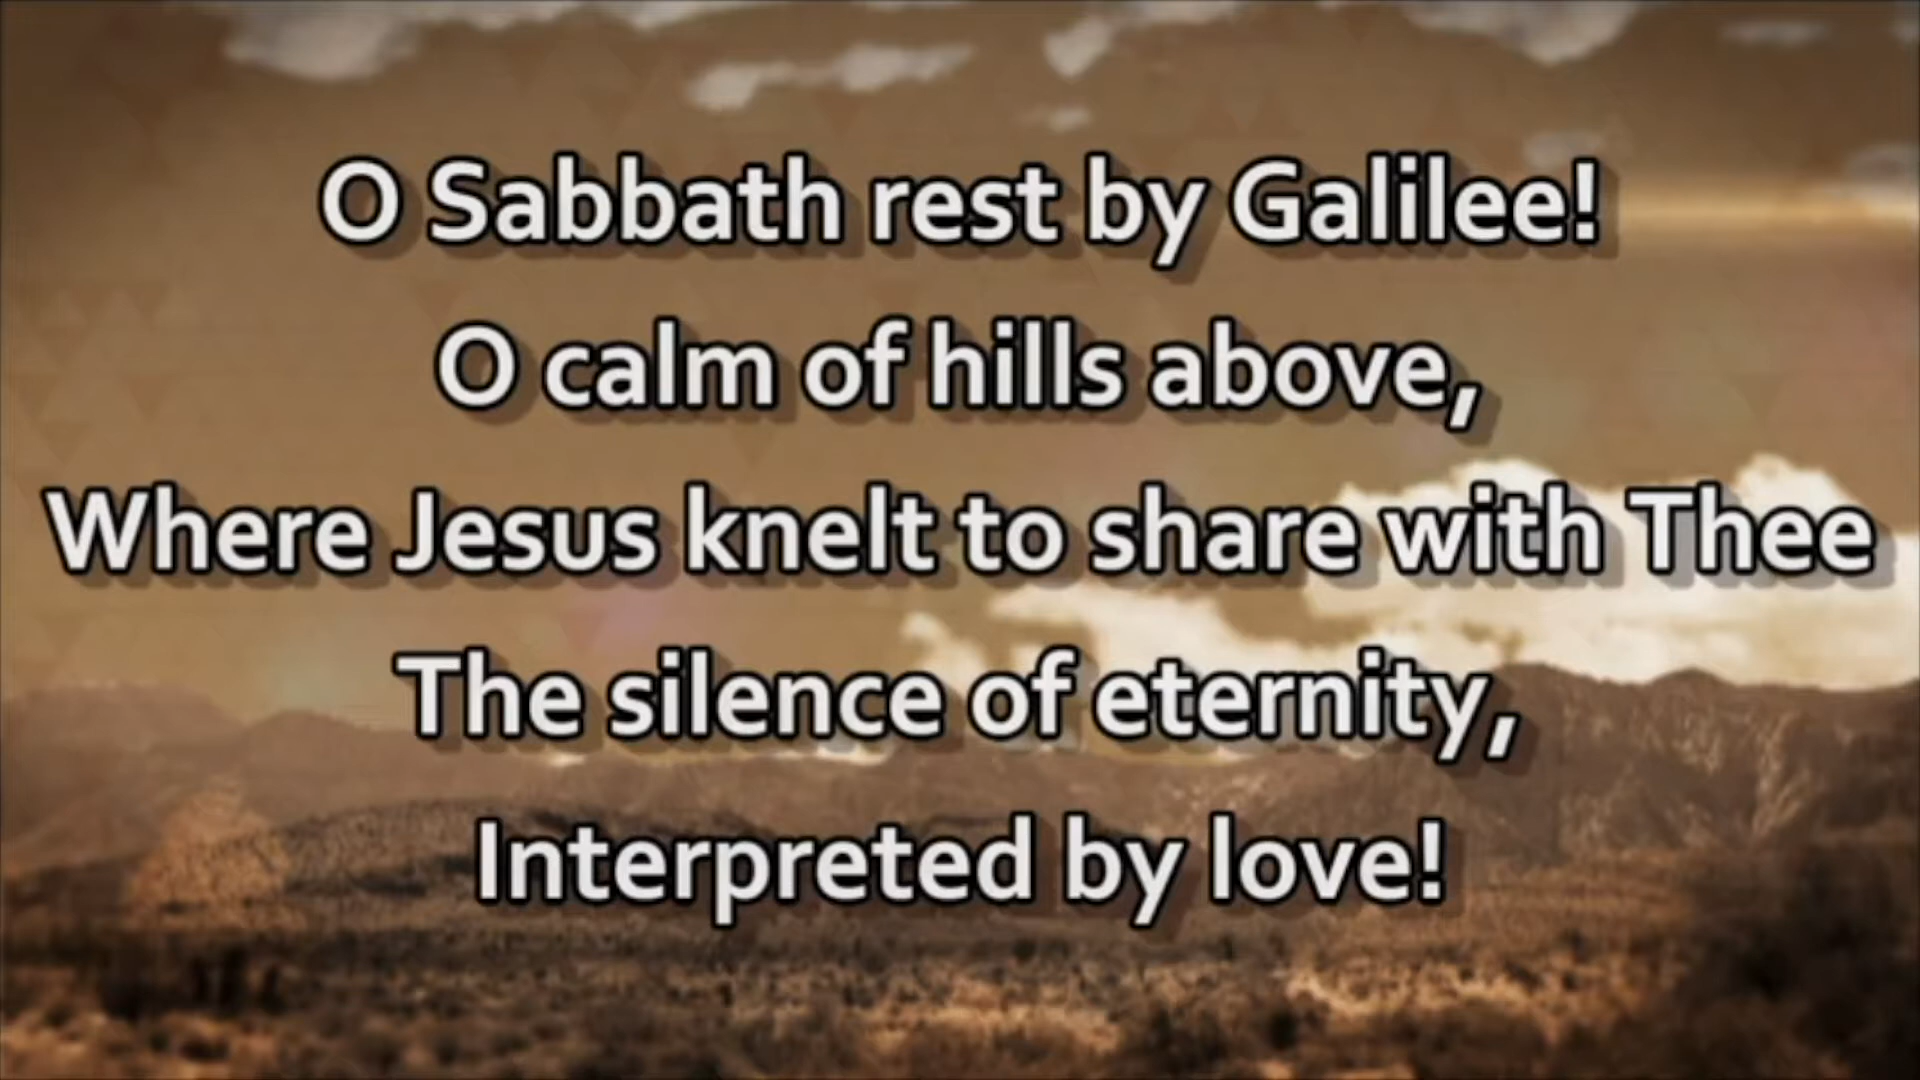 O Sabbath rest by Galilee!
O calm of hills above,
Where Jesus knelt to share with Thee
The silence of eternity,
Interpreted by love!